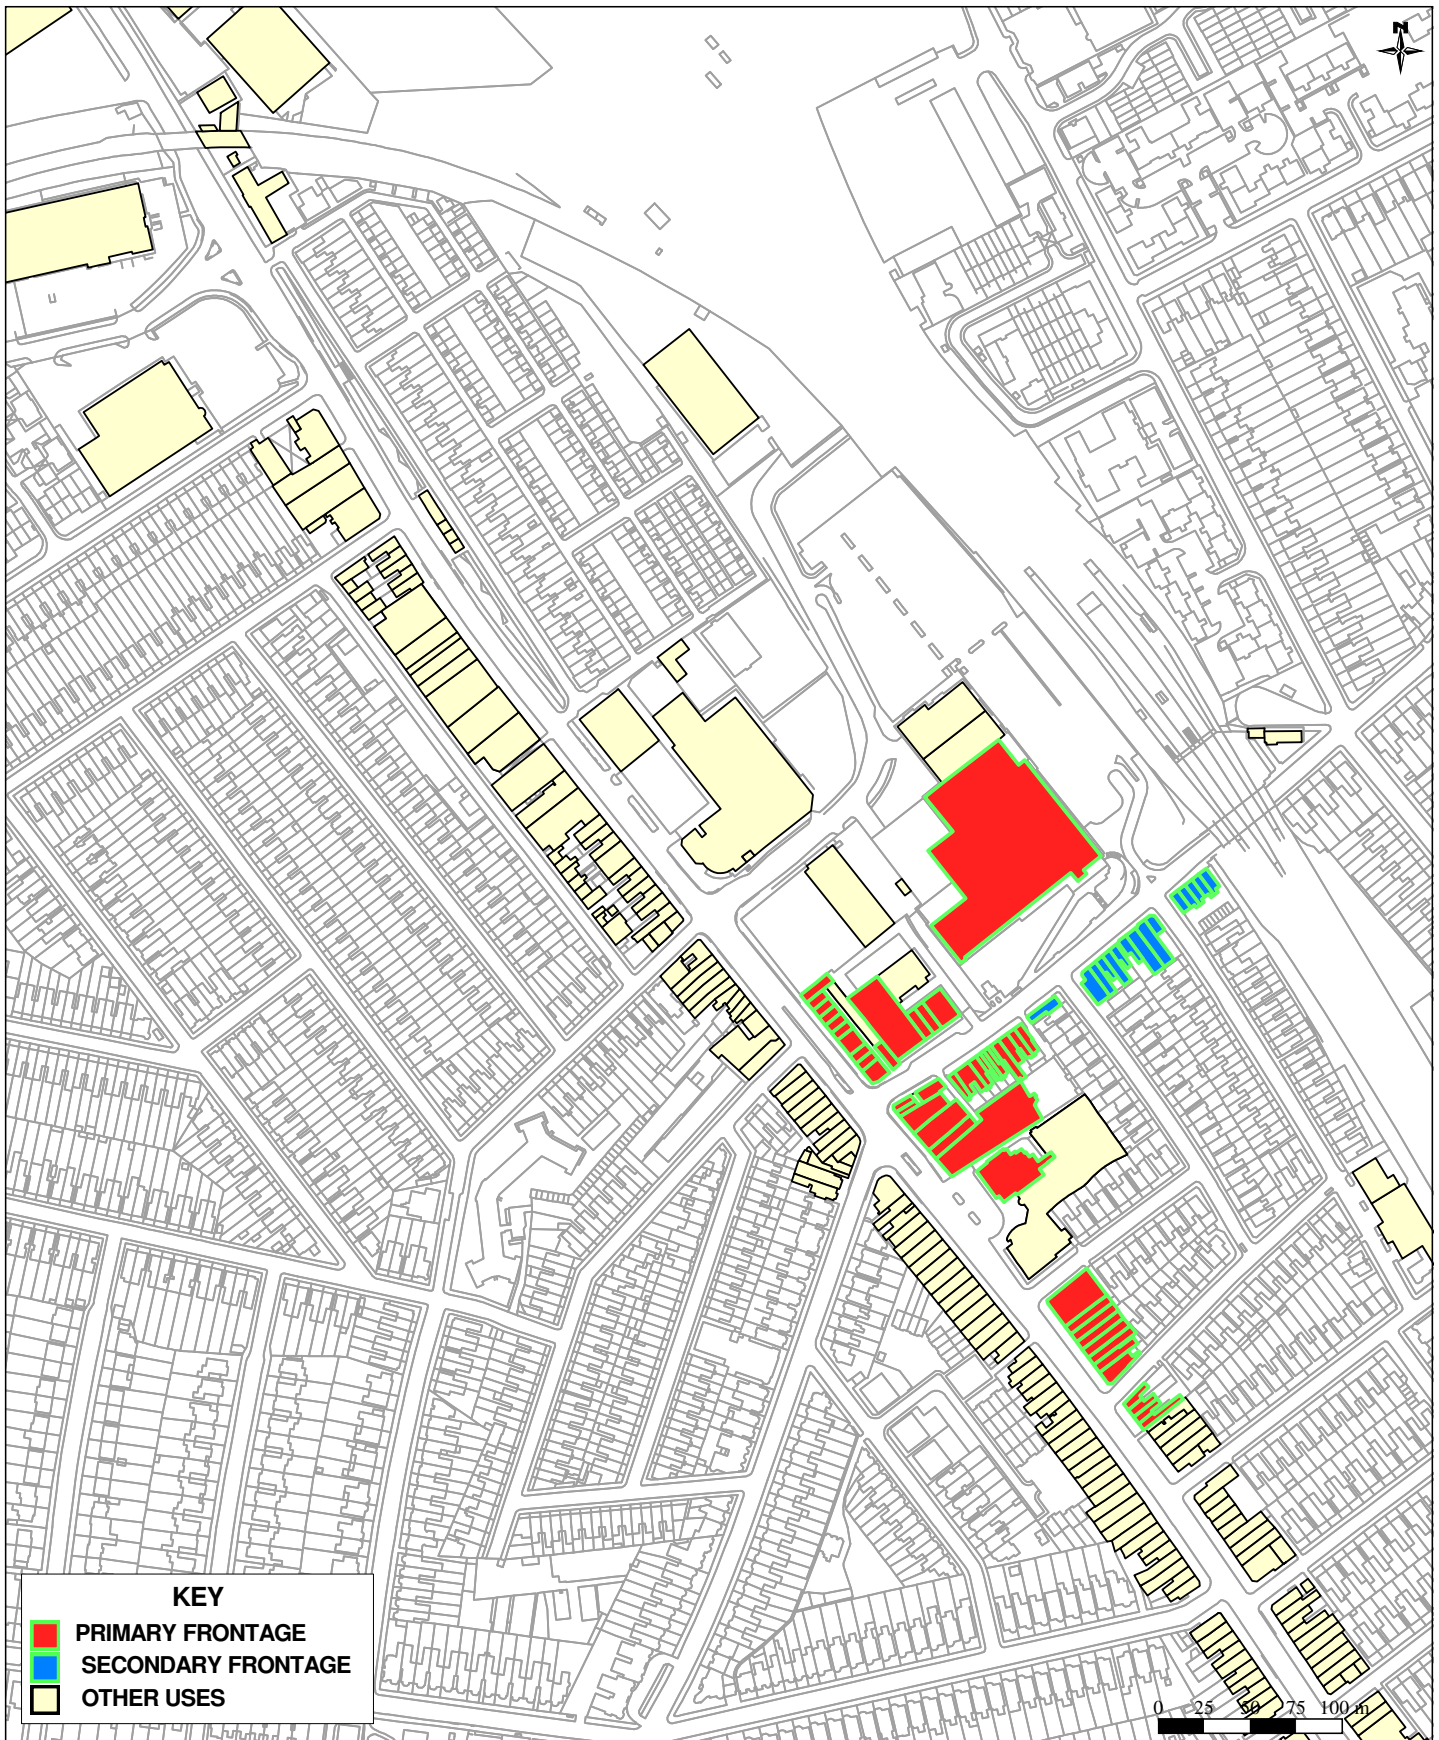 N
KEY
PRIMARY FRONTAGE
SECONDARY FRONTAGE
OTHER USES
0 25 50 75 100 m